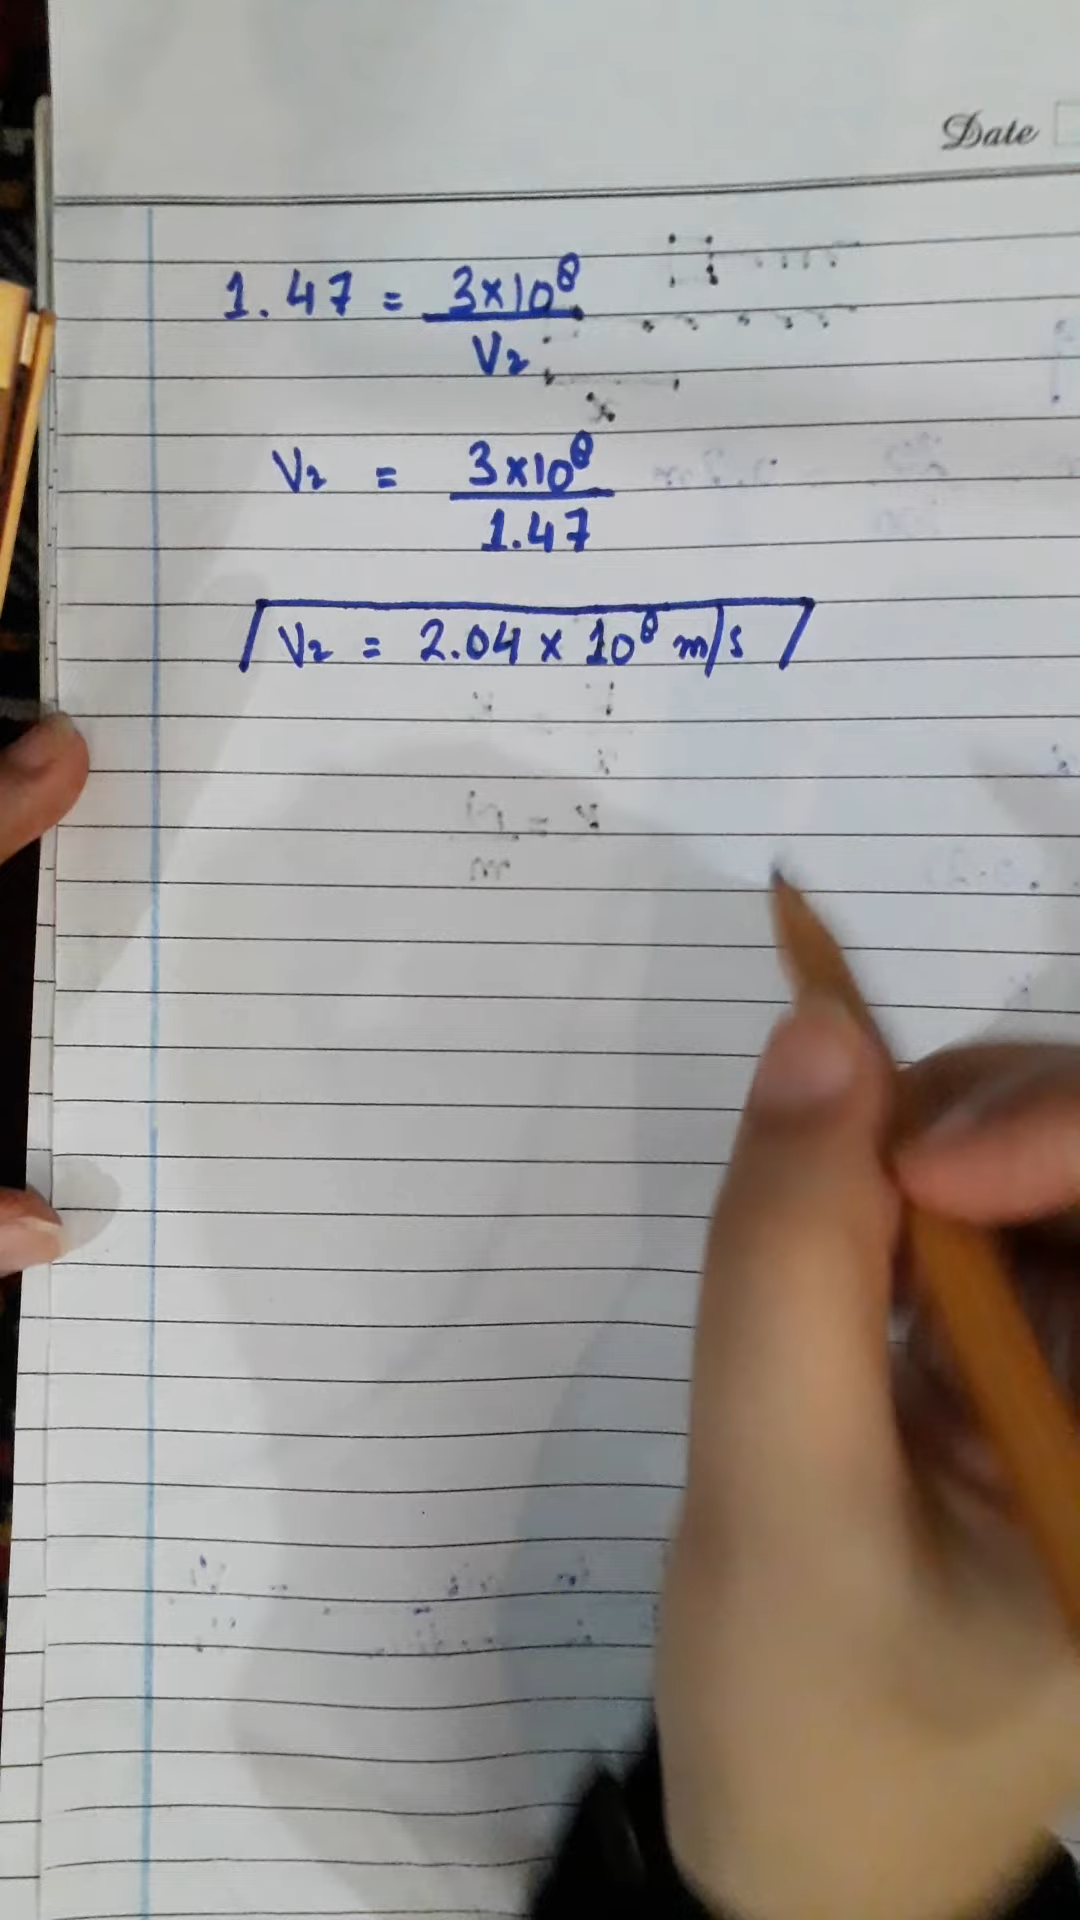 Date
1.47 = 3×10⁸ / V₂
V₂ = 3×10⁸ / 1.47
V₂ = 2.04 × 10⁸ m/s